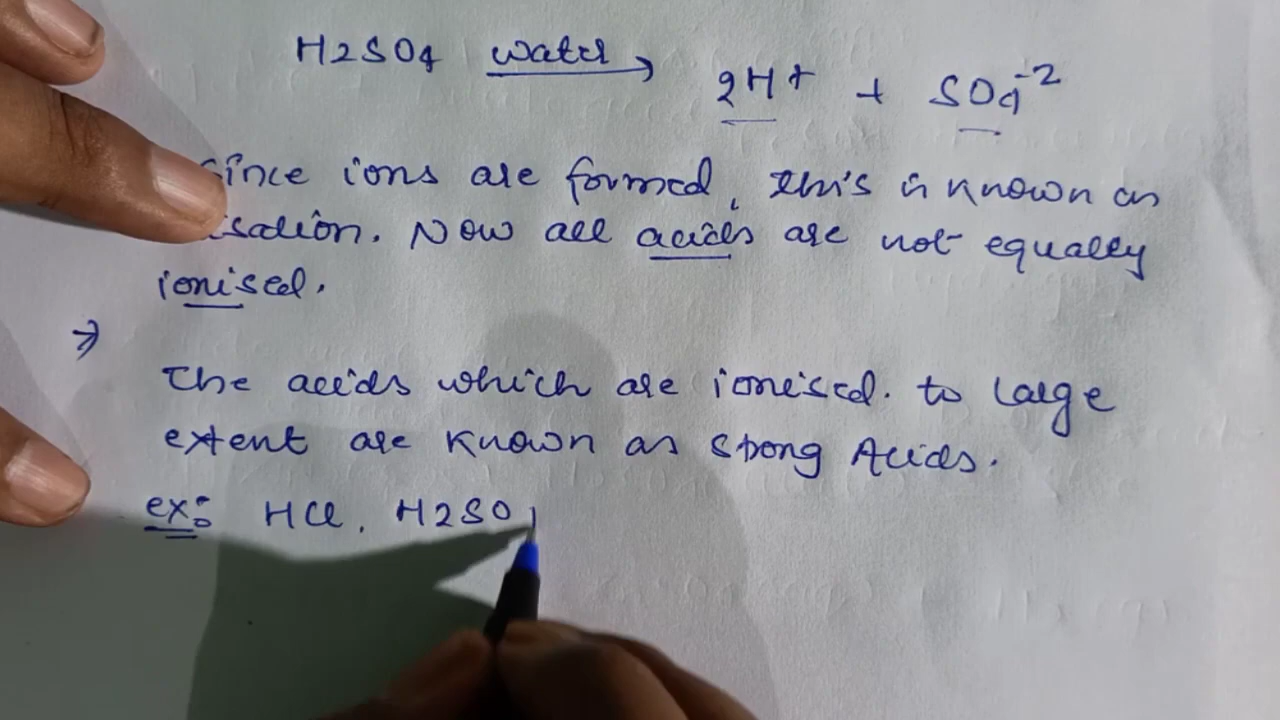 H2SO4 water → 2H+ + SO4-2
Since ions are formed, this is known as
isation. Now all acids are not equally
ionised.
→
The acids which are ionised. to large
extent are known as Strong Acids.
ex: HCl, H2SO